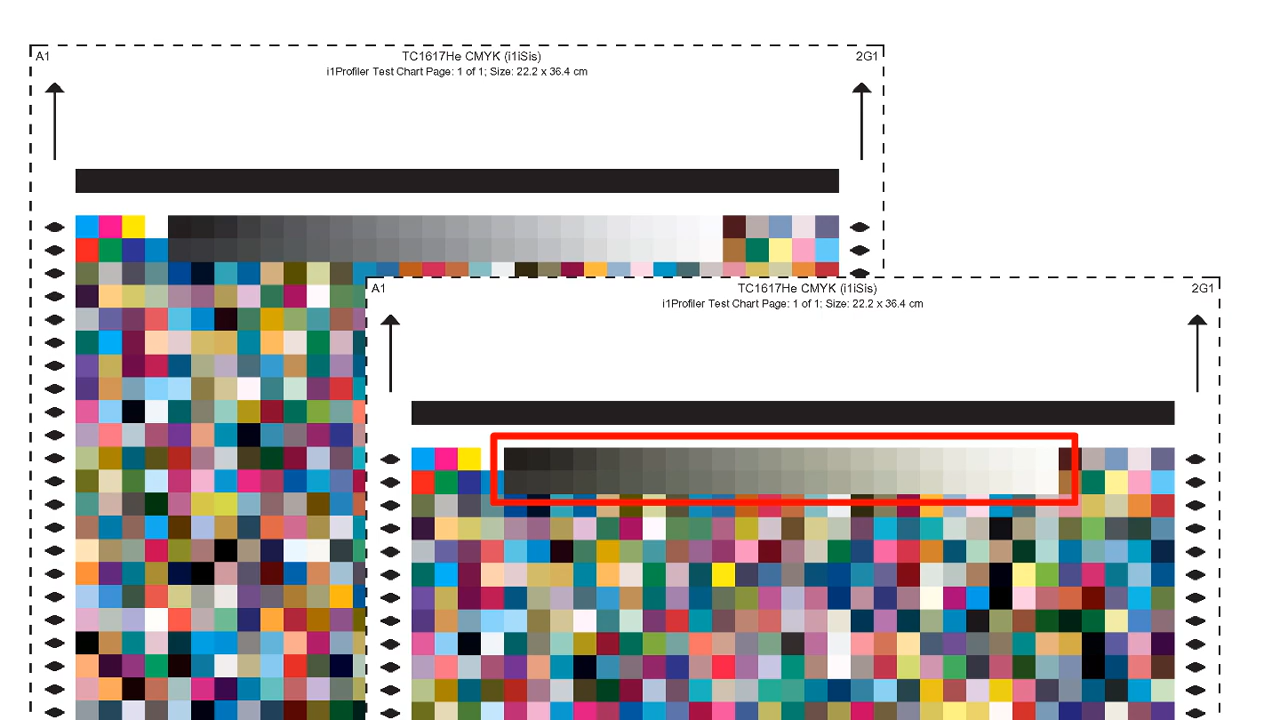 A1
TC1617He CMYK (i1iSis)
2G1
i1Profiler Test Chart Page: 1 of 1; Size: 22.2 x 36.4 cm
A1
TC1617He CMYK (i1iSis)
2G1
i1Profiler Test Chart Page: 1 of 1; Size: 22.2 x 36.4 cm